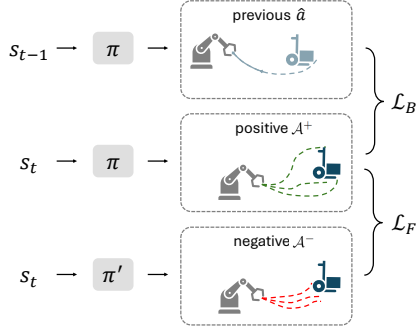 previous â
s_{t−1} → π →
positive 𝒜⁺
s_t → π →
ℒ_B
negative 𝒜⁻
s_t → π′ →
ℒ_F